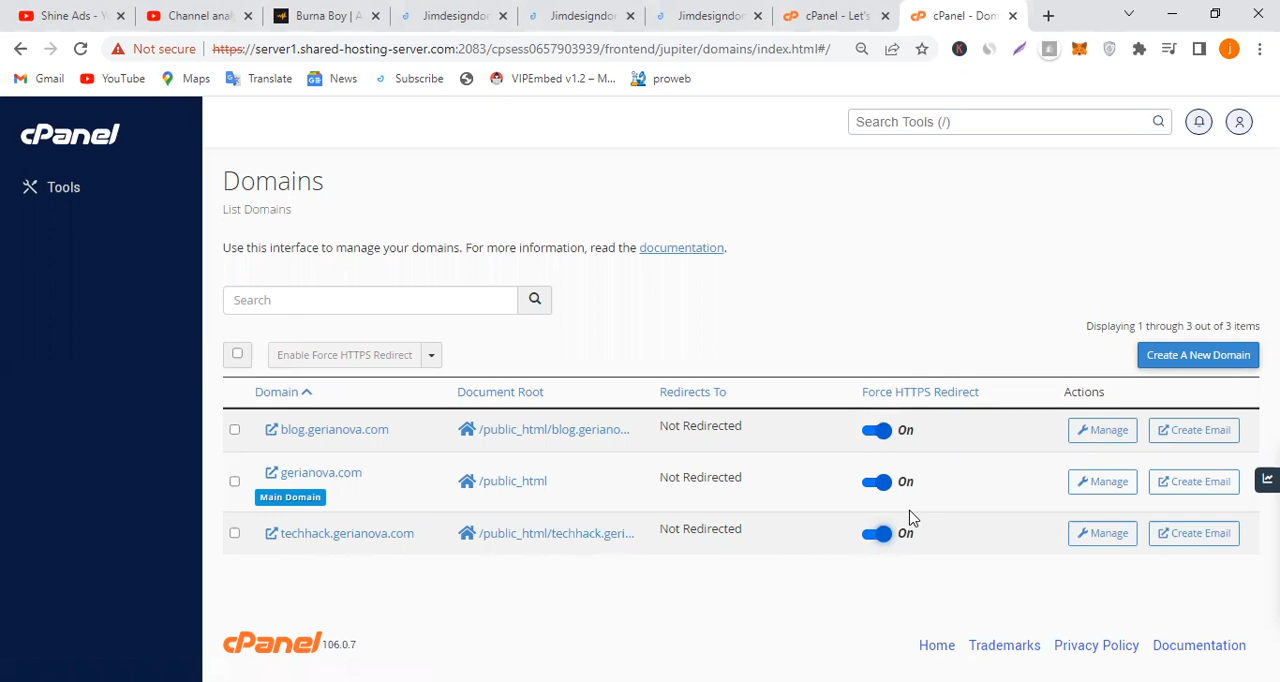 Shine Ads - Y
Channel anal
Burna Boy | A
Jimdesigndor
Jimdesigndor
Jimdesigndor
cPanel - Let's
cPanel - Dom
Not secure
https://server1.shared-hosting-server.com:2083/cpsess0657903939/frontend/jupiter/domains/index.html#/
K
j
Gmail
YouTube
Maps
Translate
News
Subscribe
VIPEmbed v1.2 – M...
proweb
cPanel
Search Tools (/)
Tools
Domains
List Domains
Use this interface to manage your domains. For more information, read the documentation.
Search
Displaying 1 through 3 out of 3 items
Enable Force HTTPS Redirect
Create A New Domain
Domain
Document Root
Redirects To
Force HTTPS Redirect
Actions
blog.gerianova.com
/public_html/blog.geriano...
Not Redirected
On
Manage
Create Email
gerianova.com
Main Domain
/public_html
Not Redirected
On
Manage
Create Email
techhack.gerianova.com
/public_html/techhack.geri...
Not Redirected
On
Manage
Create Email
cPanel 106.0.7
Home
Trademarks
Privacy Policy
Documentation